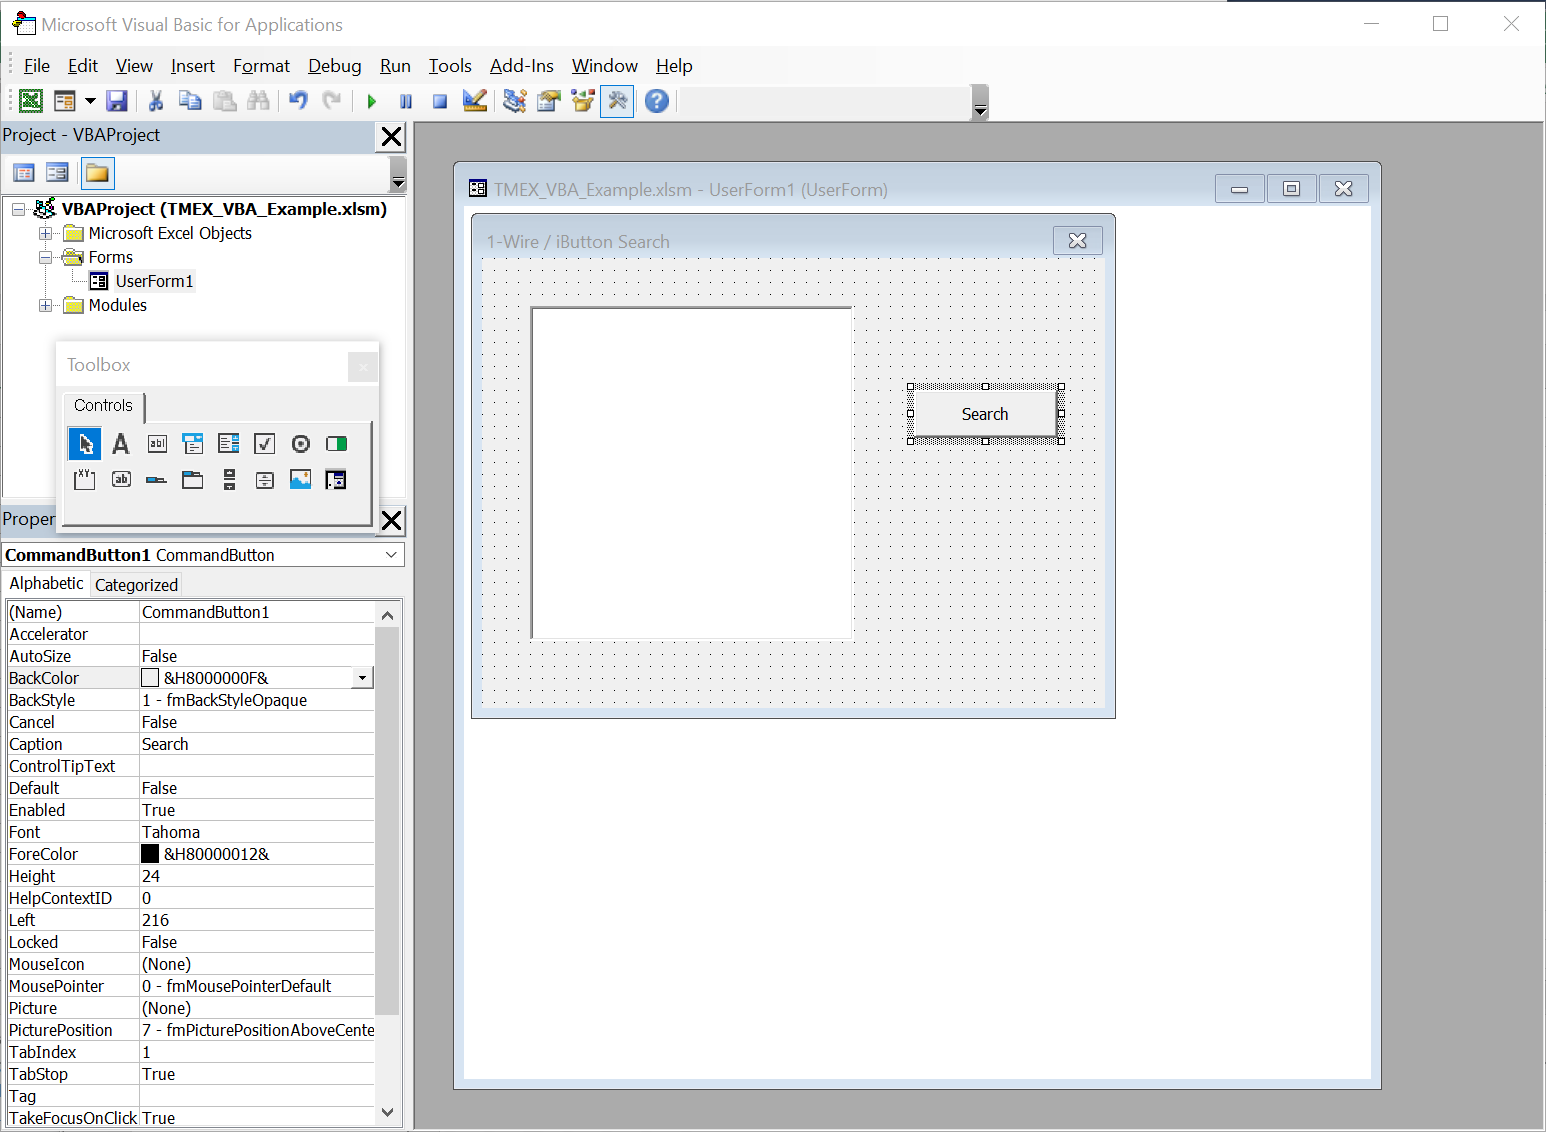 Microsoft Visual Basic for Applications
File Edit View Insert Format Debug Run Tools Add-Ins Window Help
Project - VBAProject
VBAProject (TMEX_VBA_Example.xlsm)
Microsoft Excel Objects
Forms
UserForm1
Modules
Toolbox
Controls
A abl
XY ab
Proper
CommandButton1 CommandButton
Alphabetic Categorized
(Name) CommandButton1
Accelerator
AutoSize False
BackColor &H8000000F&
BackStyle 1 - fmBackStyleOpaque
Cancel False
Caption Search
ControlTipText
Default False
Enabled True
Font Tahoma
ForeColor &H80000012&
Height 24
HelpContextID 0
Left 216
Locked False
MouseIcon (None)
MousePointer 0 - fmMousePointerDefault
Picture (None)
PicturePosition 7 - fmPicturePositionAboveCente
TabIndex 1
TabStop True
Tag
TakeFocusOnClick True
TMEX_VBA_Example.xlsm - UserForm1 (UserForm)
1-Wire / iButton Search
Search